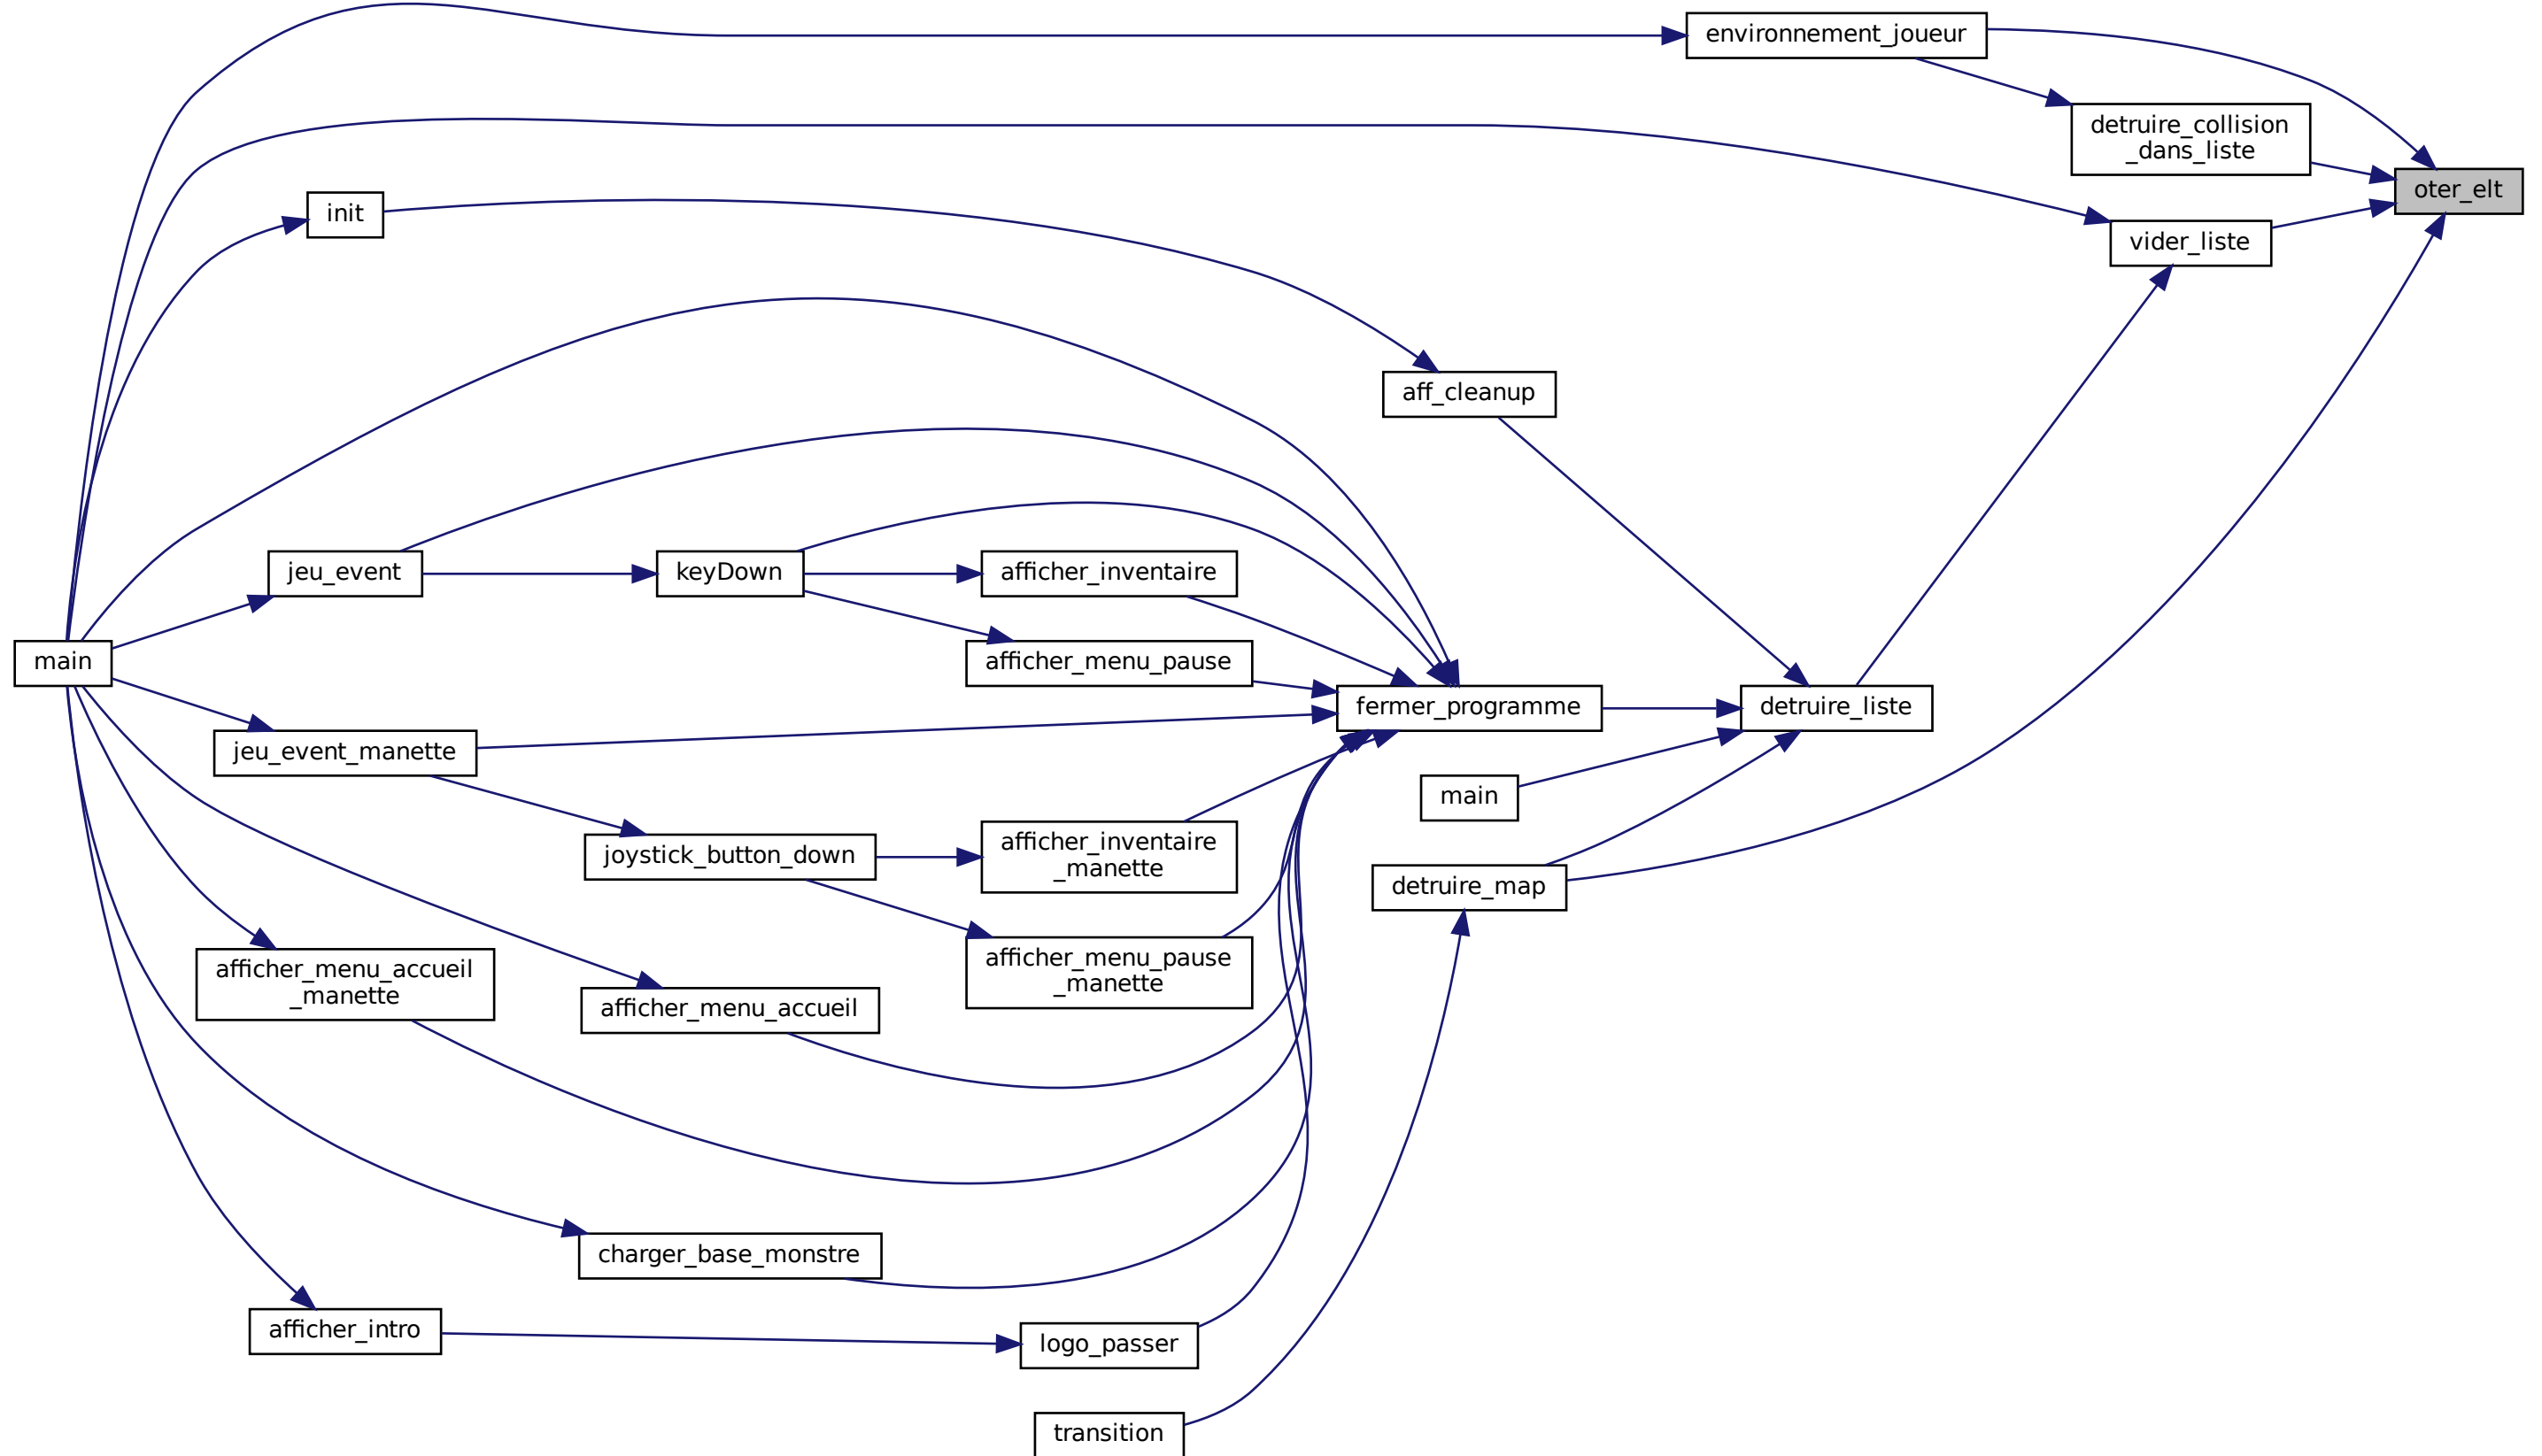 environnement_joueur
detruire_collision
_dans_liste
oter_elt
init
vider_liste
aff_cleanup
jeu_event
keyDown
afficher_inventaire
main
afficher_menu_pause
fermer_programme
detruire_liste
jeu_event_manette
main
joystick_button_down
afficher_inventaire
_manette
detruire_map
afficher_menu_accueil
_manette
afficher_menu_pause
_manette
afficher_menu_accueil
charger_base_monstre
afficher_intro
logo_passer
transition